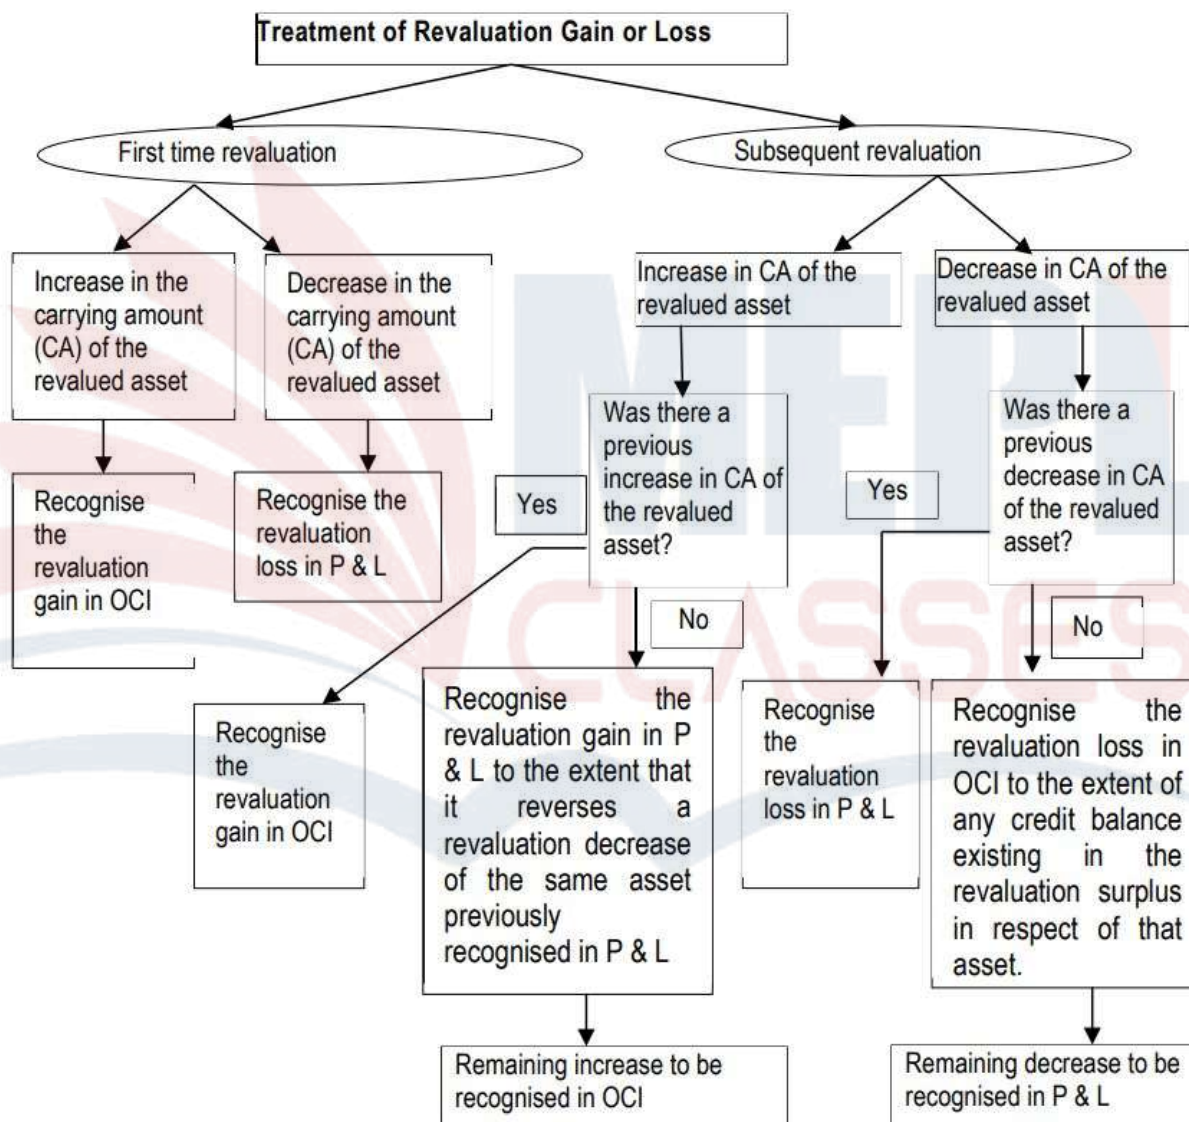 Treatment of Revaluation Gain or Loss
First time revaluation
Subsequent revaluation
Increase in the
carrying amount
(CA) of the
revalued asset
Decrease in the
carrying amount
(CA) of the
revalued asset
Increase in CA of the
revalued asset
Decrease in CA of the
revalued asset
Recognise
the
revaluation
gain in OCI
Recognise the
revaluation
loss in P & L
Yes
Was there a
previous
increase in CA of
the revalued
asset?
Yes
Was there a
previous
decrease in CA
of the revalued
asset?
No
No
Recognise
the
revaluation
gain in OCI
Recognise the
revaluation gain in P
& L to the extent that
it reverses a
revaluation decrease
of the same asset
previously
recognised in P & L
Recognise
the
revaluation
loss in P & L
Recognise the
revaluation loss in
OCI to the extent of
any credit balance
existing in the
revaluation surplus
in respect of that
asset.
Remaining increase to be
recognised in OCI
Remaining decrease to be
recognised in P & L
MEPL
CLASSES